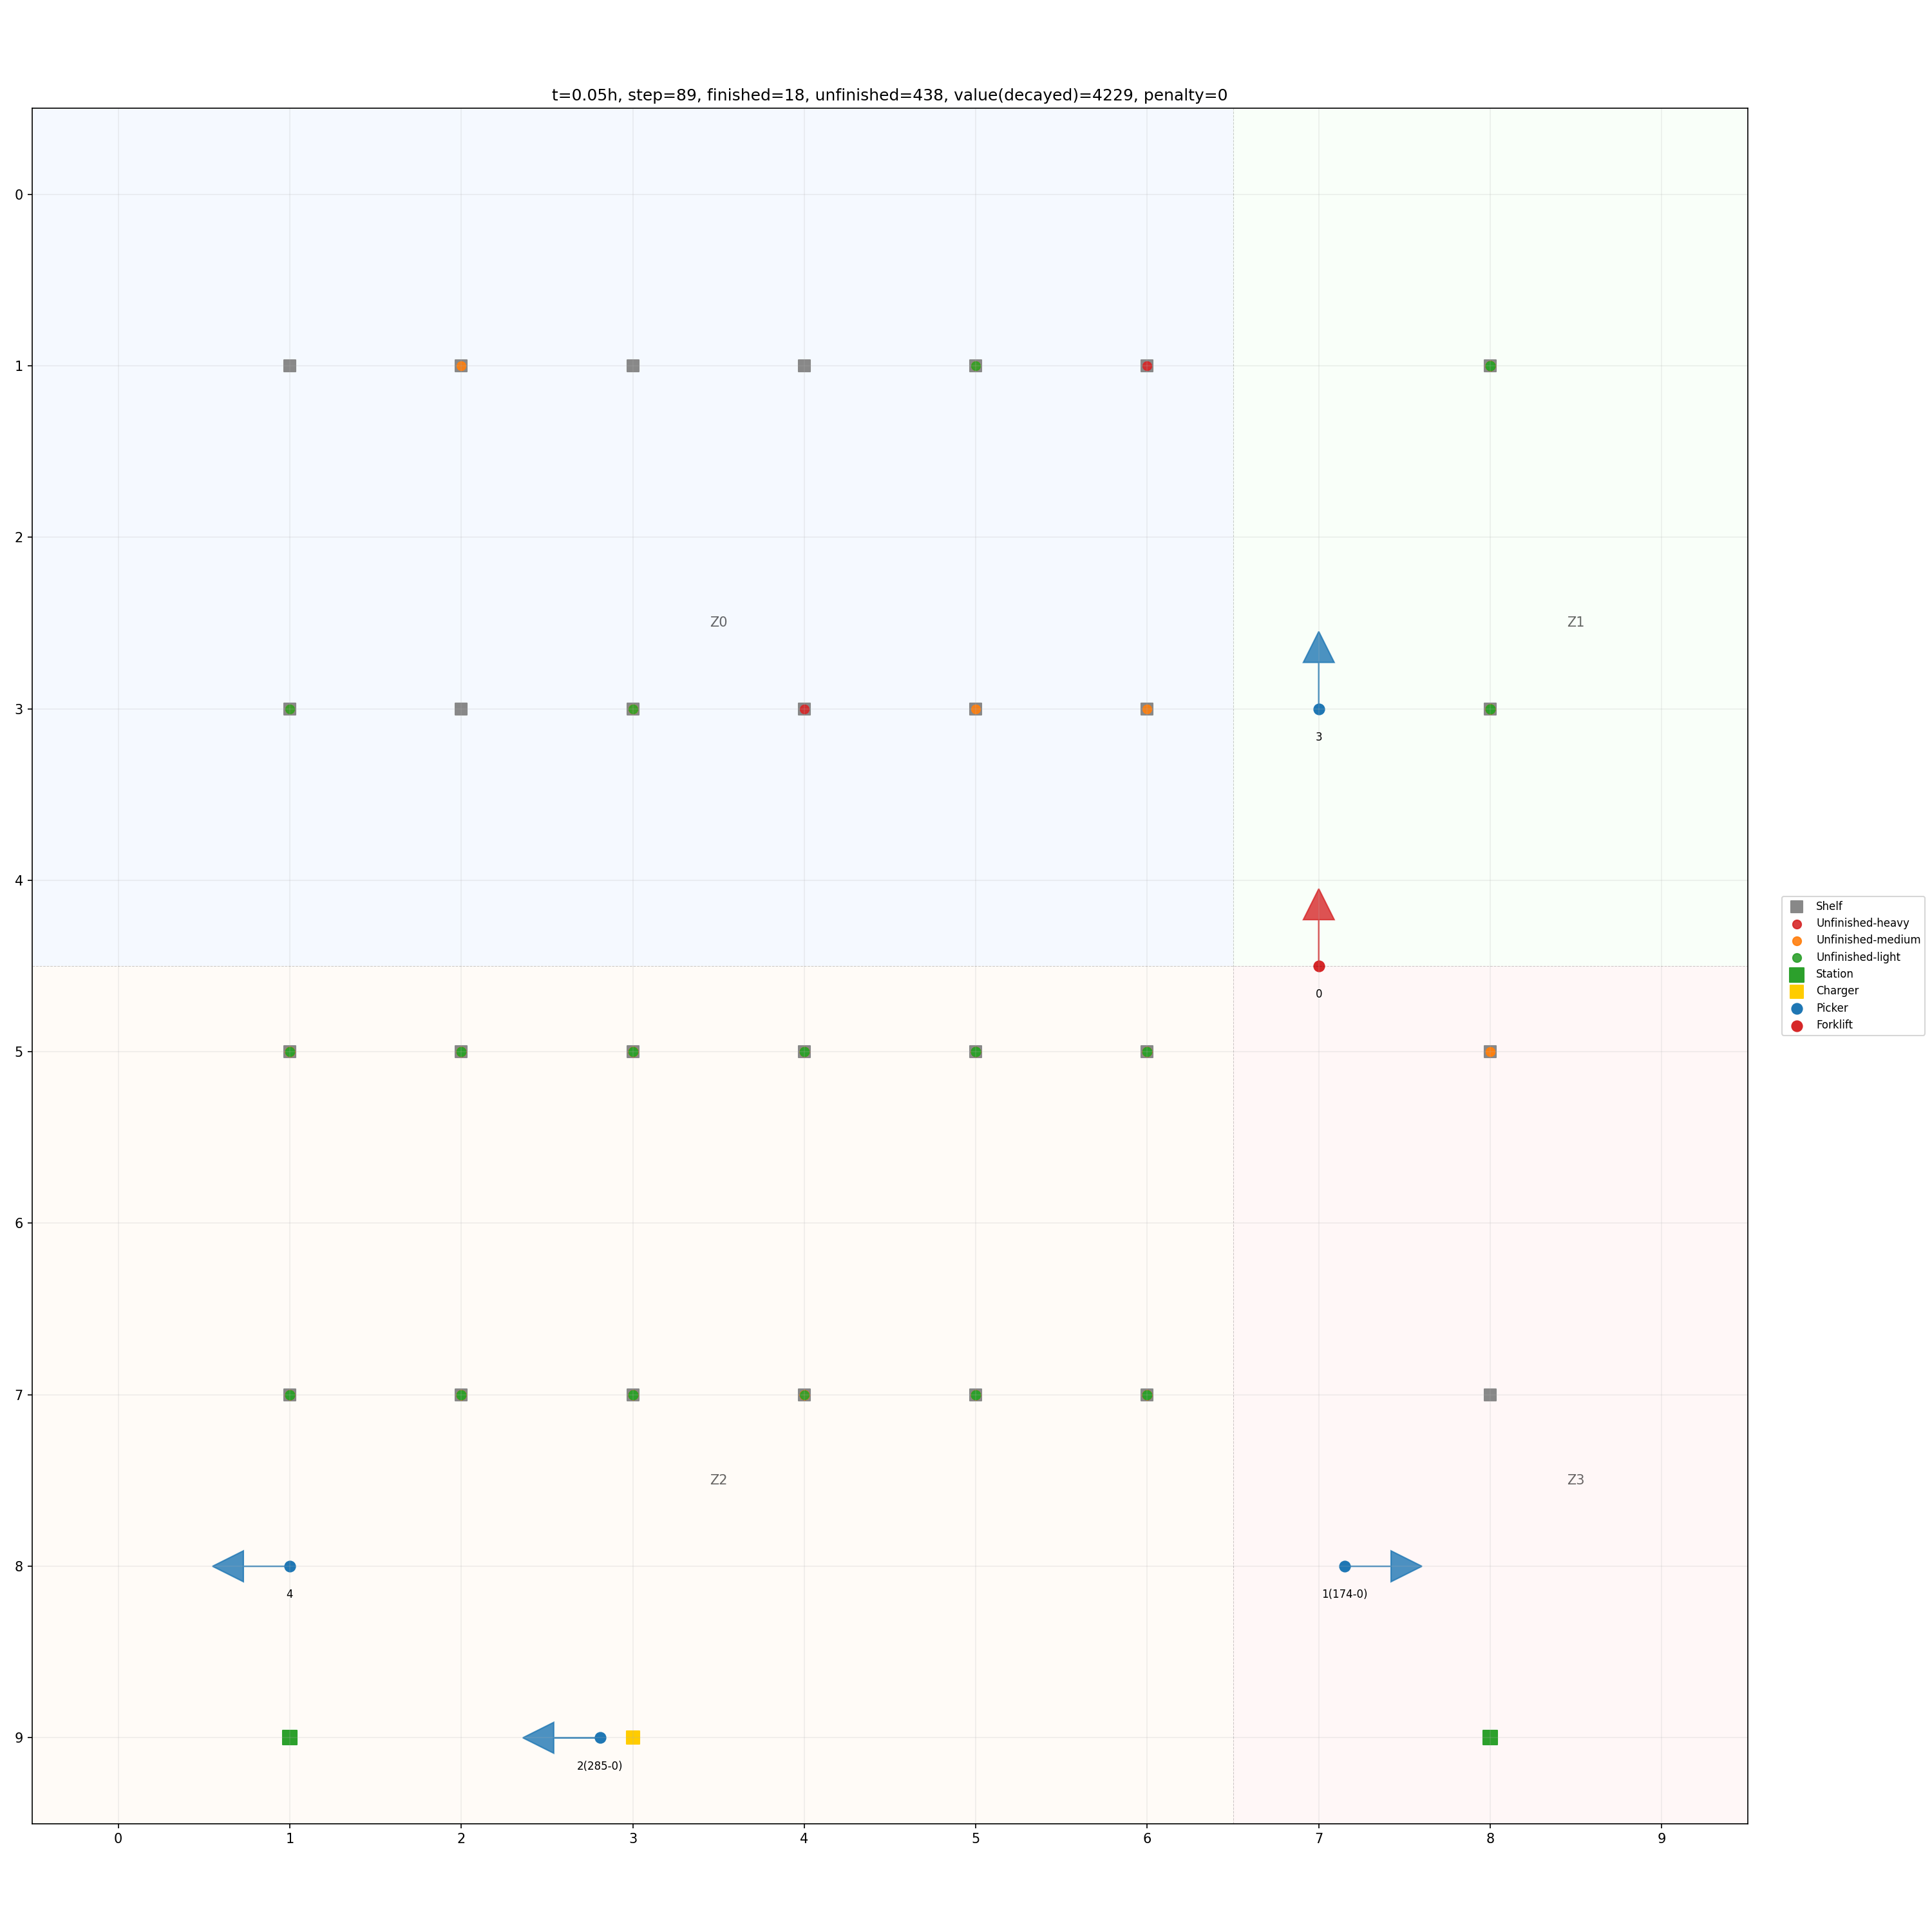 t=0.05h, step=89, finished=18, unfinished=438, value(decayed)=4229, penalty=0
0
1
2
Z0
Z1
3
3
4
0
Shelf
Unfinished-heavy
Unfinished-medium
Unfinished-light
Station
Charger
Picker
Forklift
5
6
7
Z2
Z3
8
4
1(174-0)
9
2(285-0)
0 1 2 3 4 5 6 7 8 9